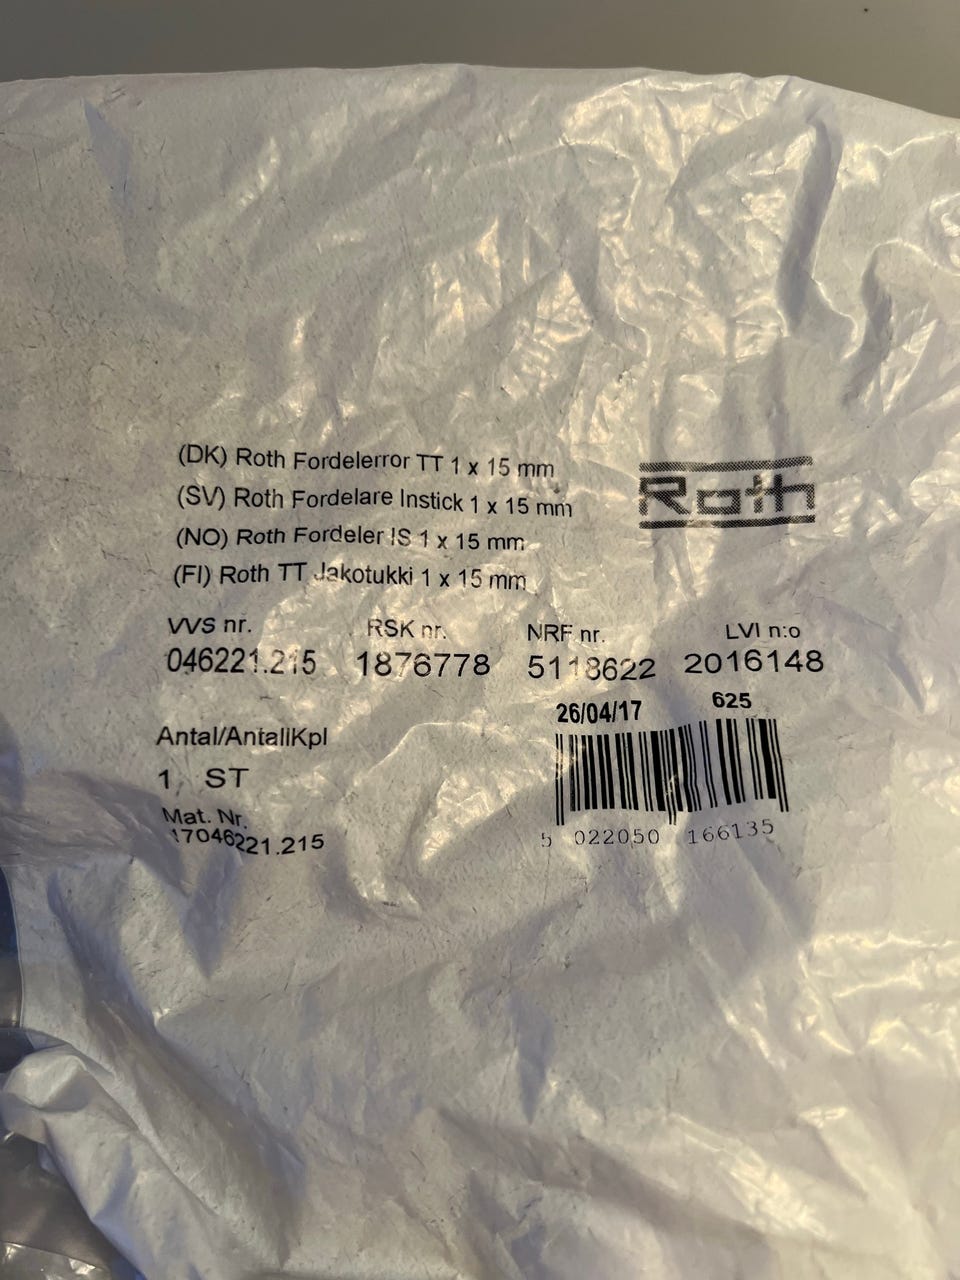 (DK) Roth Fordelerror TT 1 x 15 mm
(SV) Roth Fordelare Instick 1 x 15 mm
(NO) Roth Fordeler IS 1 x 15 mm
(FI) Roth TT Jakotukki 1 x 15 mm
Roth
VVS nr. RSK nr. NRF nr. LVI n:o
046221.215 1876778 5118622 2016148
26/04/17 625
Antal/Antall/Kpl
1 ST
Mat. Nr.
17046221.215
5 022050 166135